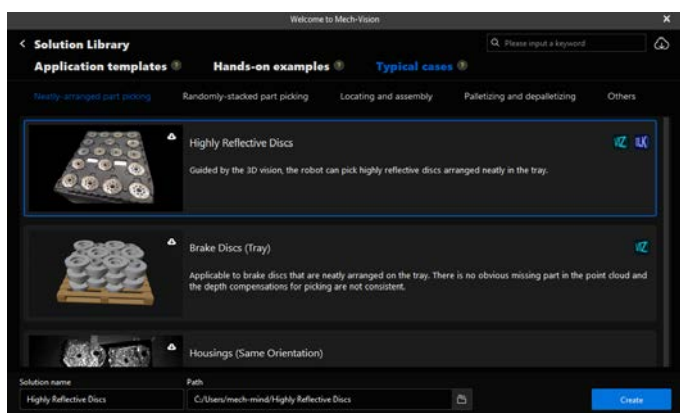 Welcome to Mech-Vision
Solution Library
Please input a keyword
Application templates ?
Hands-on examples ?
Typical cases ?
Neatly-arranged part picking
Randomly-stacked part picking
Locating and assembly
Palletizing and depalletizing
Others
Highly Reflective Discs
VIZ
Guided by the 3D vision, the robot can pick highly reflective discs arranged neatly in the tray.
Brake Discs (Tray)
VIZ
Applicable to brake discs that are neatly arranged on the tray. There is no obvious missing part in the point cloud and
the depth compensations for picking are not consistent.
Housings (Same Orientation)
Solution name
Path
Highly Reflective Discs
C:/Users/mech-mind/Highly Reflective Discs
Create